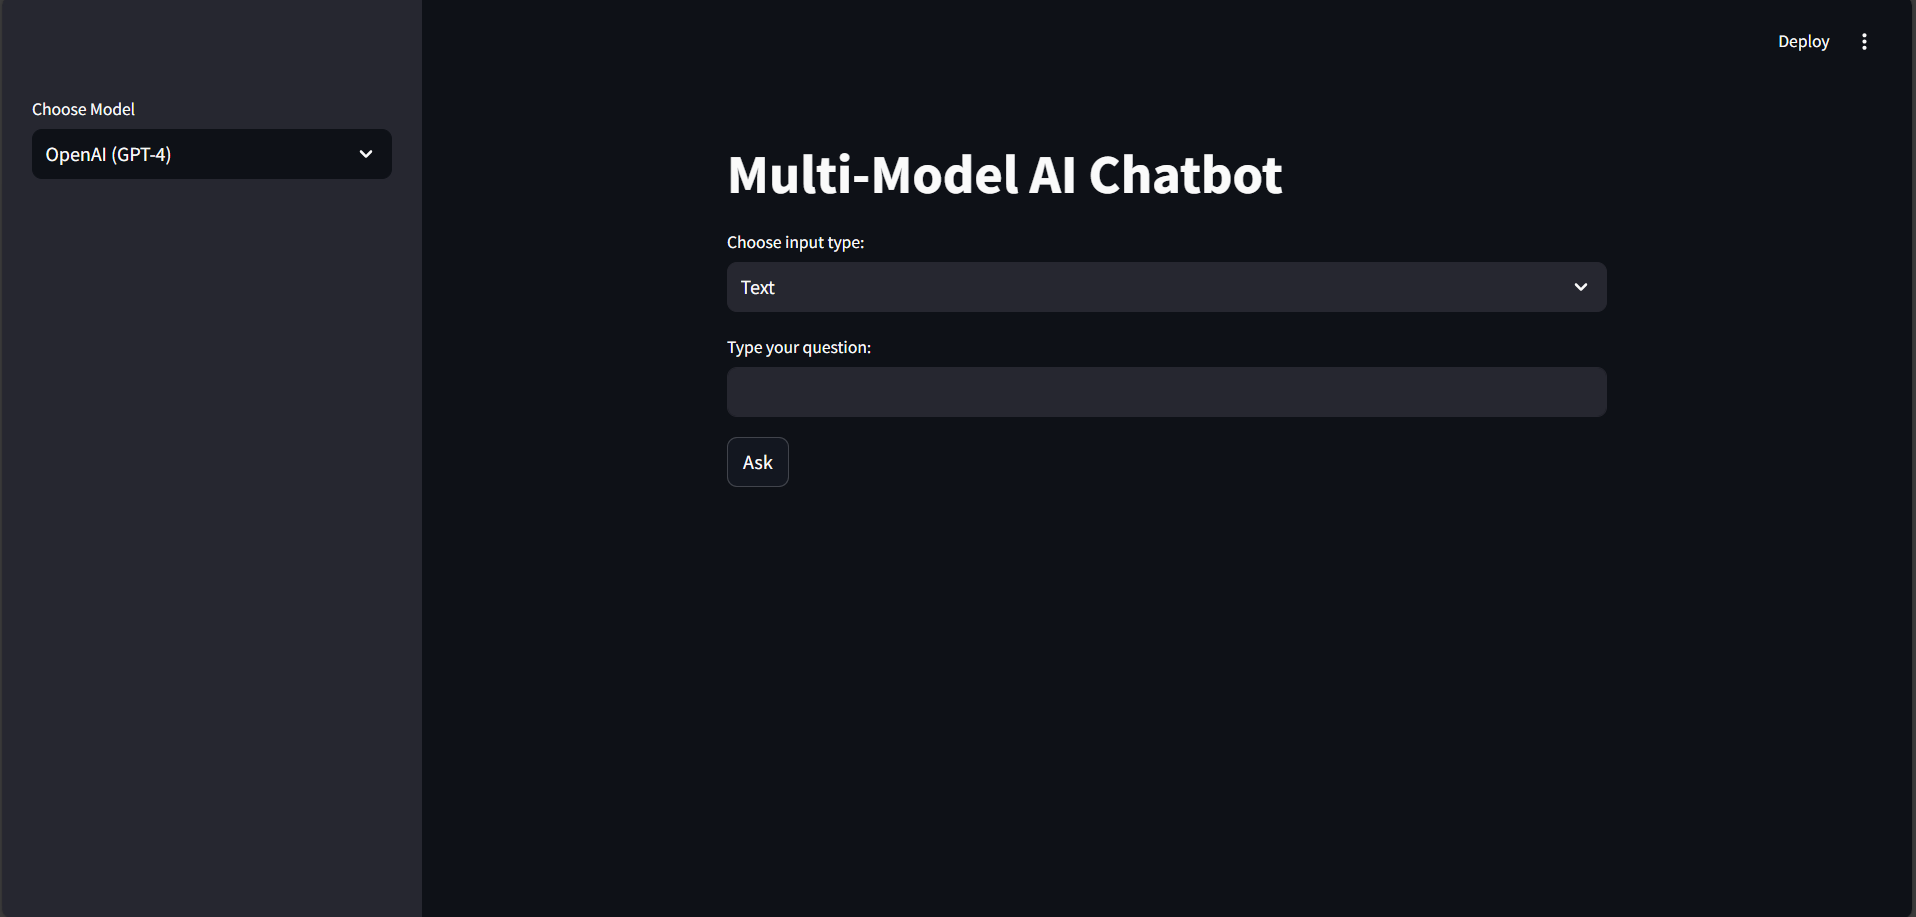 Deploy
Choose Model
OpenAI (GPT-4)
Multi-Model AI Chatbot
Choose input type:
Text
Type your question:
Ask